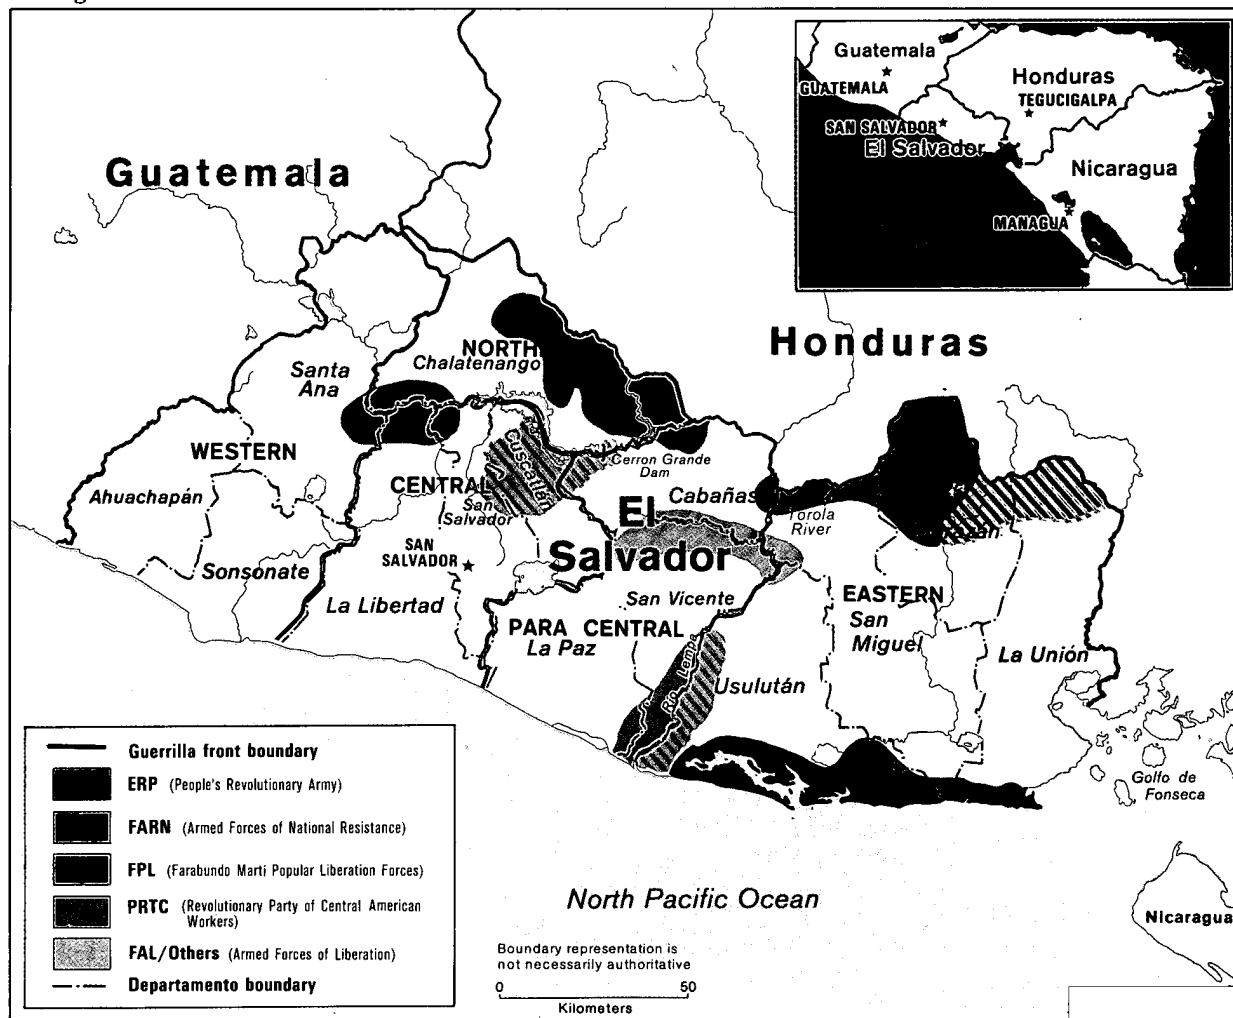 Guatemala
Honduras
NORTH
Chalatenango
Santa
Ana
WESTERN
Ahuachapán
Sonsonate
CENTRAL
San
Salvador
Cuscatlán
SAN
SALVADOR
La Libertad
Cerron Grande
Dam
Cabañas
El
Salvador
Torola
River
San Vicente
PARA CENTRAL
La Paz
Río Lempa
Usulután
EASTERN
San
Miguel
La Unión
Golfo de
Fonseca
North Pacific Ocean
Nicaragua
Guatemala
GUATEMALA
Honduras
TEGUCIGALPA
SAN SALVADOR
El Salvador
Nicaragua
MANAGUA
Guerrilla front boundary
ERP (People's Revolutionary Army)
FARN (Armed Forces of National Resistance)
FPL (Farabundo Marti Popular Liberation Forces)
PRTC (Revolutionary Party of Central American
Workers)
FAL/Others (Armed Forces of Liberation)
Departamento boundary
Boundary representation is
not necessarily authoritative
0 50
Kilometers